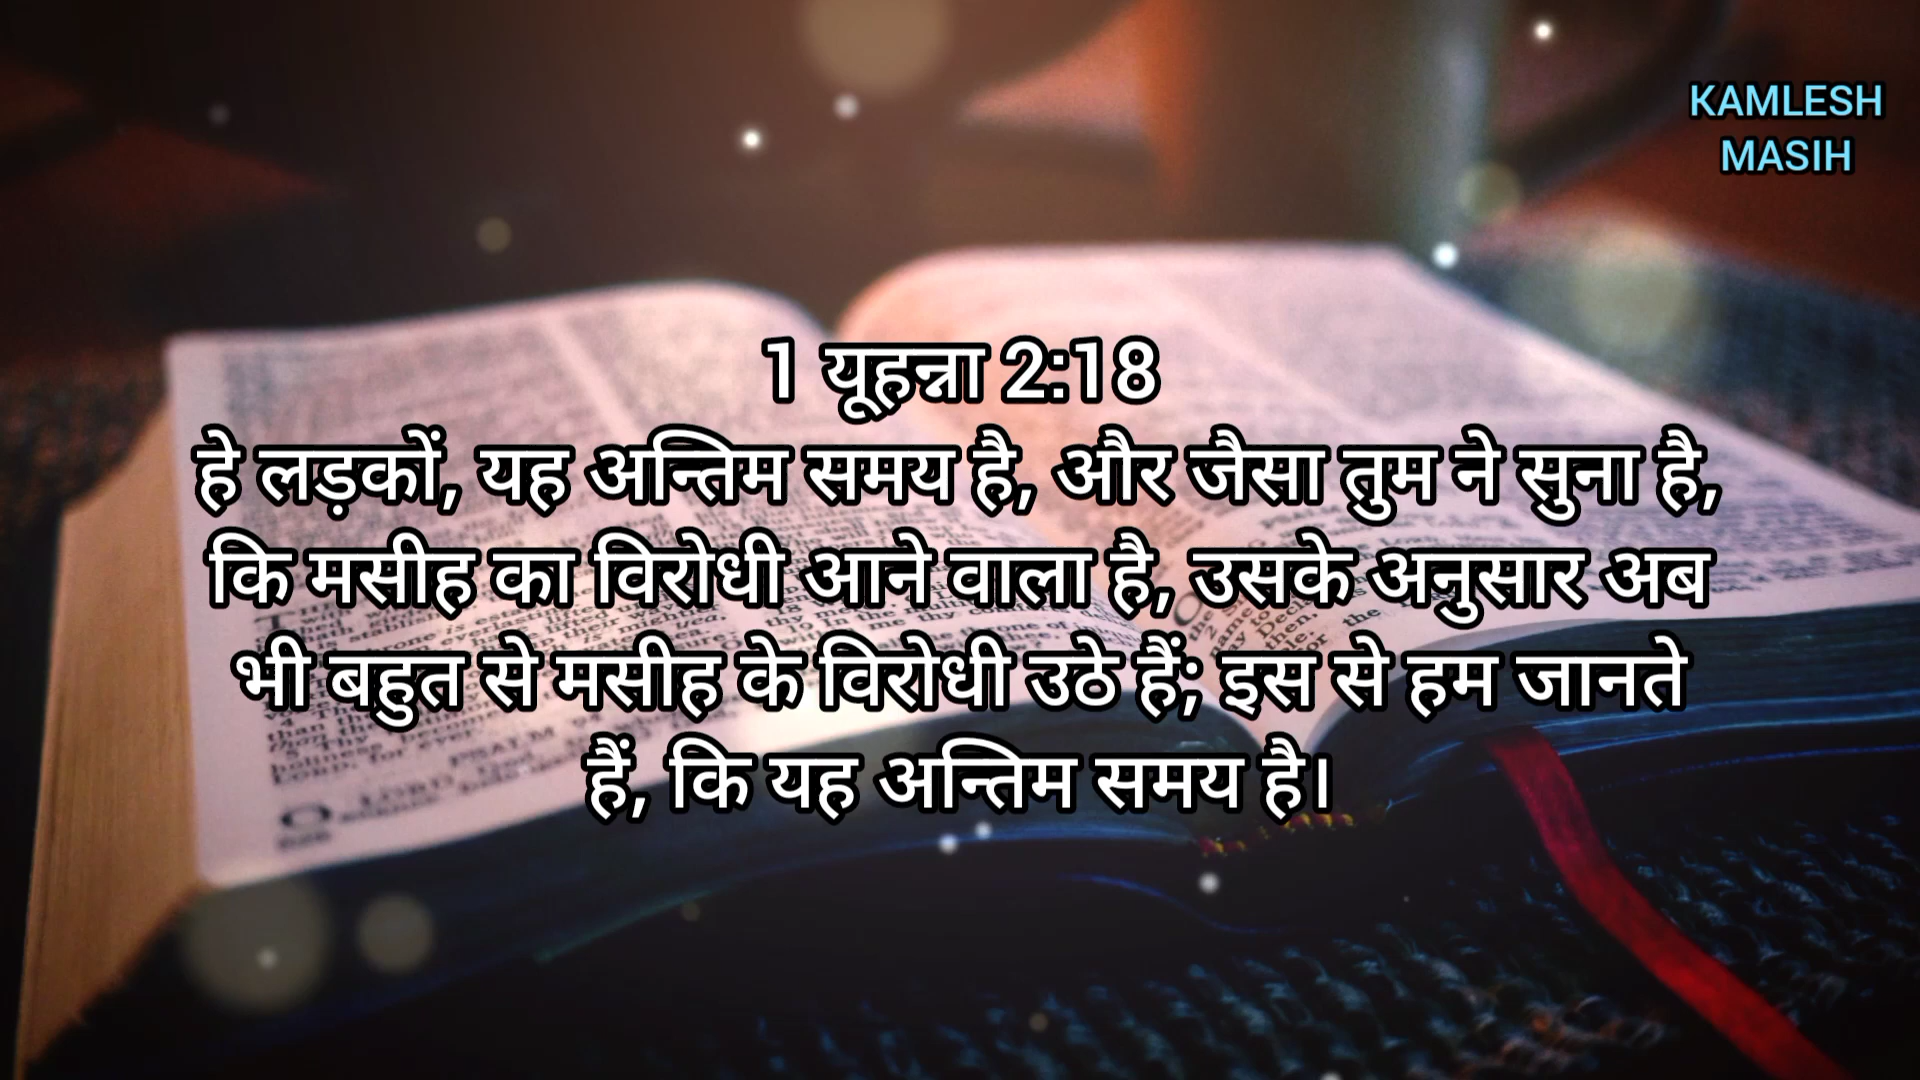 KAMLESH
MASIH
1 यूहन्ना 2:18
हे लड़कों, यह अन्तिम समय है, और जैसा तुम ने सुना है,
कि मसीह का विरोधी आने वाला है, उसके अनुसार अब
भी बहुत से मसीह के विरोधी उठे हैं; इस से हम जानते
हैं, कि यह अन्तिम समय है।